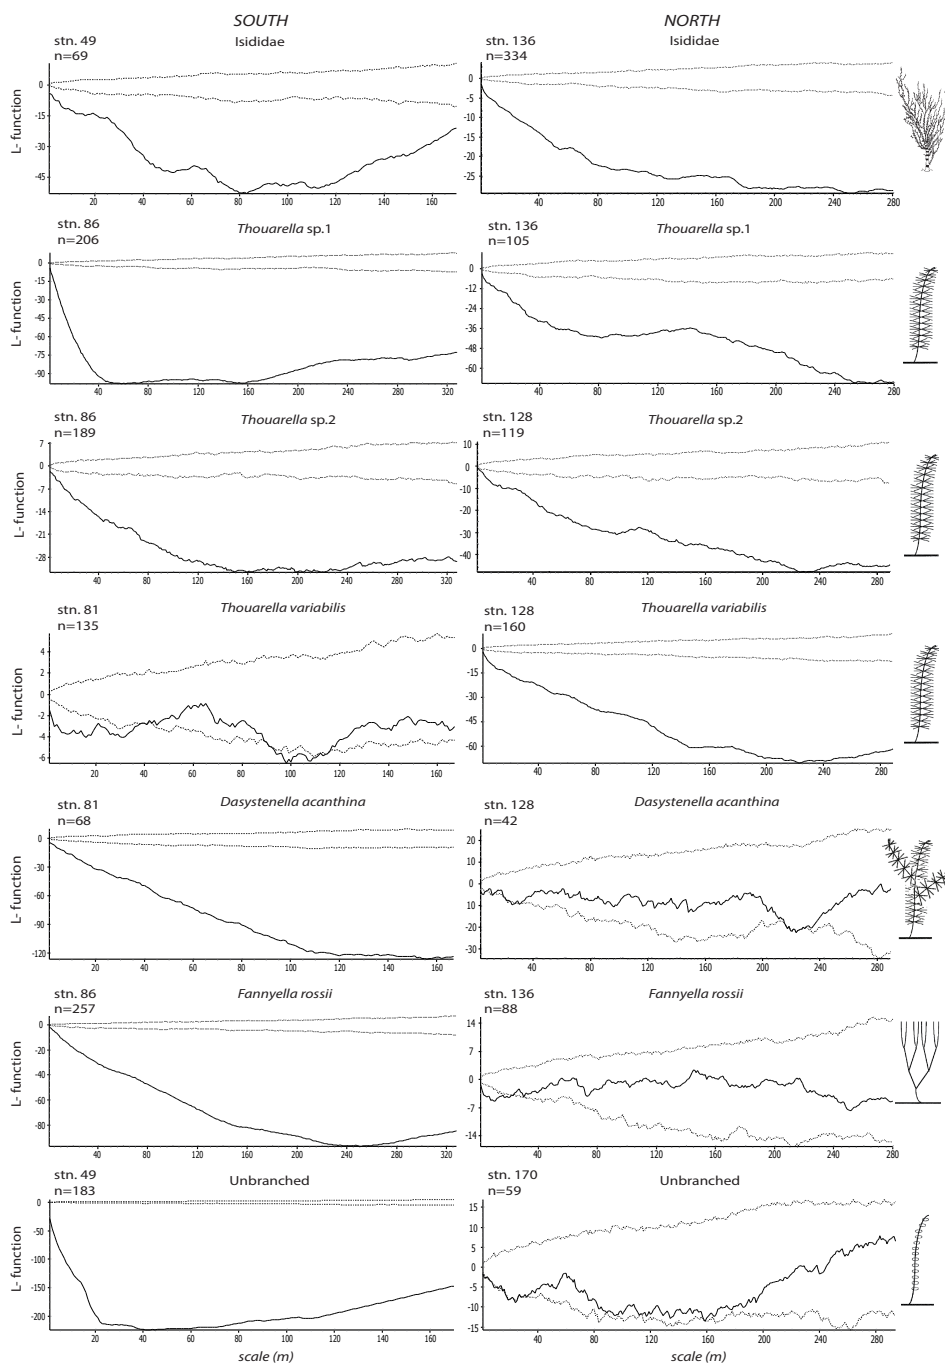 SOUTH NORTH
stn. 49 Isididae stn. 136 Isididae
n=69 n=334
L- function
0
-15
-30
-45
20 40 60 80 100 120 140 160
0
-5
-10
-15
-20
-25
40 80 120 160 200 240 280
stn. 86 Thouarella sp.1 stn. 136 Thouarella sp.1
n=206 n=105
L- function
0
-15
-30
-45
-60
-75
-90
40 80 120 160 200 240 280 320
0
-12
-24
-36
-48
-60
40 80 120 160 200 240 280
stn. 86 Thouarella sp.2 stn. 128 Thouarella sp.2
n=189 n=119
L- function
7
0
-7
-14
-21
-28
40 80 120 160 200 240 280 320
10
0
-10
-20
-30
-40
40 80 120 160 200 240 280
stn. 81 Thouarella variabilis stn. 128 Thouarella variabilis
n=135 n=160
L- function
4
2
0
-2
-4
-6
20 40 60 80 100 120 140 160
0
-15
-30
-45
-60
40 80 120 160 200 240 280
stn. 81 Dasystenella acanthina stn. 128 Dasystenella acanthina
n=68 n=42
L- function
0
-30
-60
-90
-120
20 40 60 80 100 120 140 160
20
10
0
10
-20
-30
40 80 120 160 200 240 280
stn. 86 Fannyella rossii stn. 136 Fannyella rossii
n=257 n=88
L- function
0
-20
-40
-60
-80
40 80 120 160 200 240 280 320
14
7
0
-7
-14
40 80 120 160 200 240 280
stn. 49 Unbranched stn. 170 Unbranched
n=183 n=59
L- function
0
-50
-100
-150
-200
20 40 60 80 100 120 140 160
15
10
5
0
-5
-10
-15
40 80 120 160 200 240 280
scale (m) scale (m)